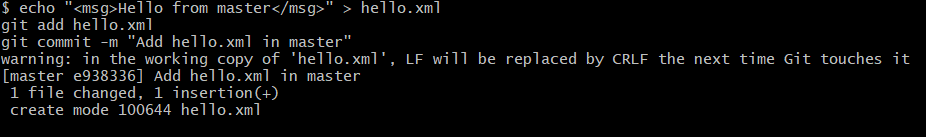 $ echo "<msg>Hello from master</msg>" > hello.xml
git add hello.xml
git commit -m "Add hello.xml in master"
warning: in the working copy of 'hello.xml', LF will be replaced by CRLF the next time Git touches it
[master e938336] Add hello.xml in master
 1 file changed, 1 insertion(+)
 create mode 100644 hello.xml